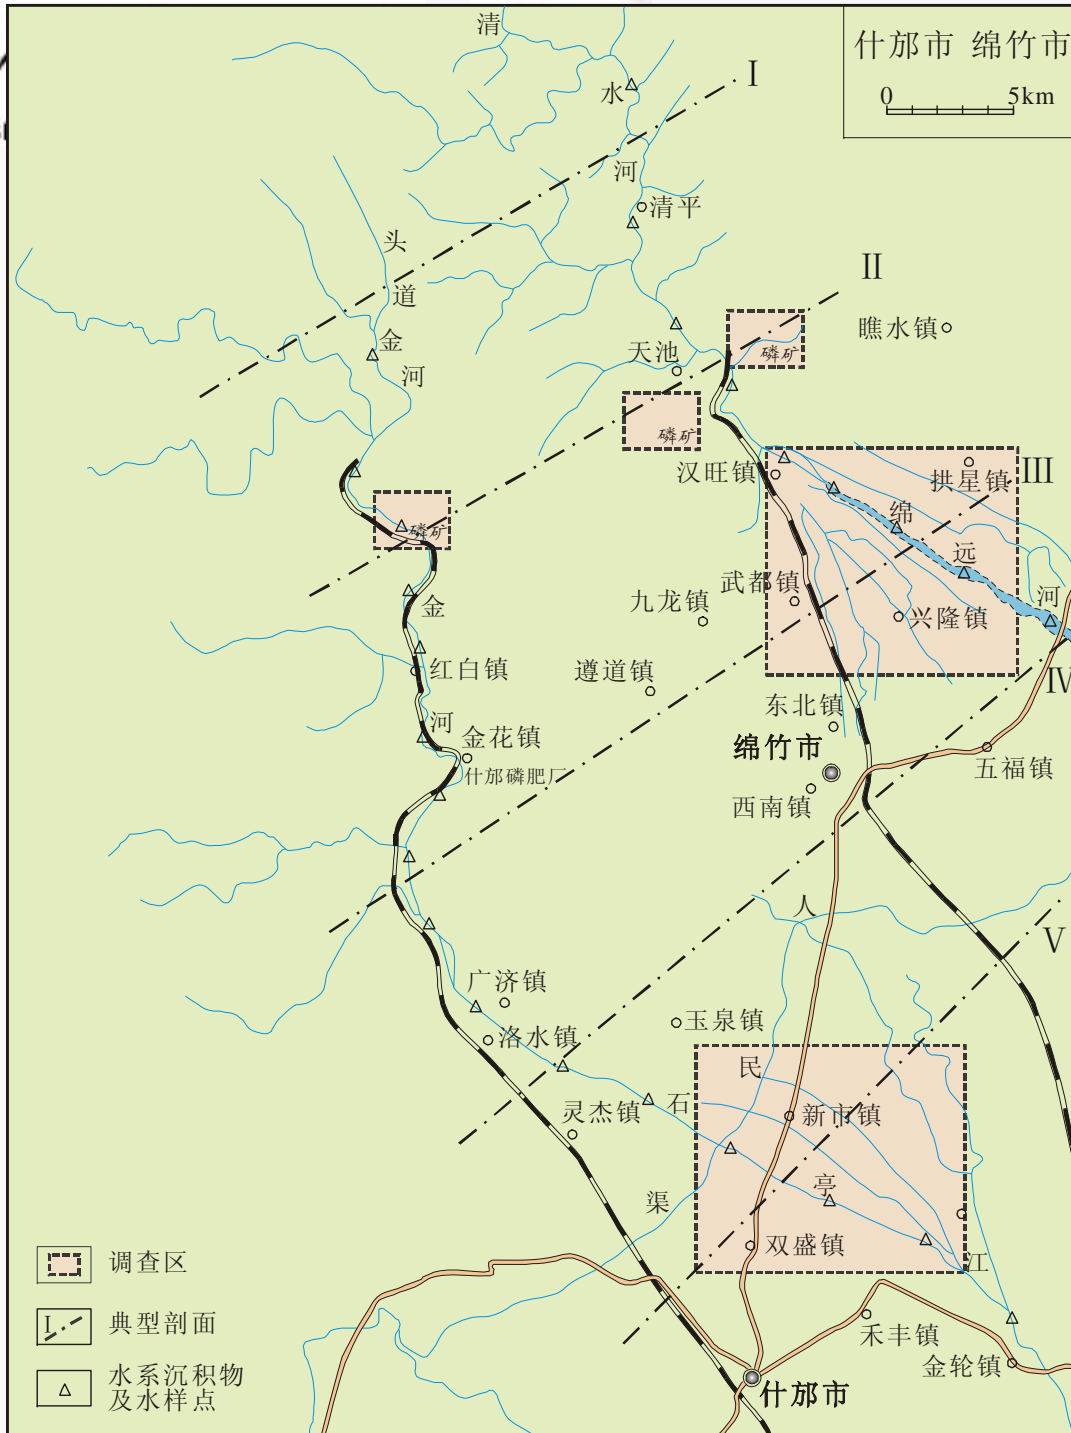 清
什邡市 绵竹市
0 5km
I
水
河
清平
头
道
金
河
II
瞧水镇
磷矿
天池
磷矿
汉旺镇
拱星镇
III
绵
远
河
磷矿
武都镇
九龙镇
兴隆镇
金
红白镇
遵道镇
IV
东北镇
河
金花镇
绵竹市
什邡磷肥厂
五福镇
西南镇
人
V
广济镇
玉泉镇
洛水镇
民
灵杰镇
石
新市镇
亭
渠
双盛镇
江
调查区
I
典型剖面
禾丰镇
金轮镇
水系沉积物
及水样点
什邡市